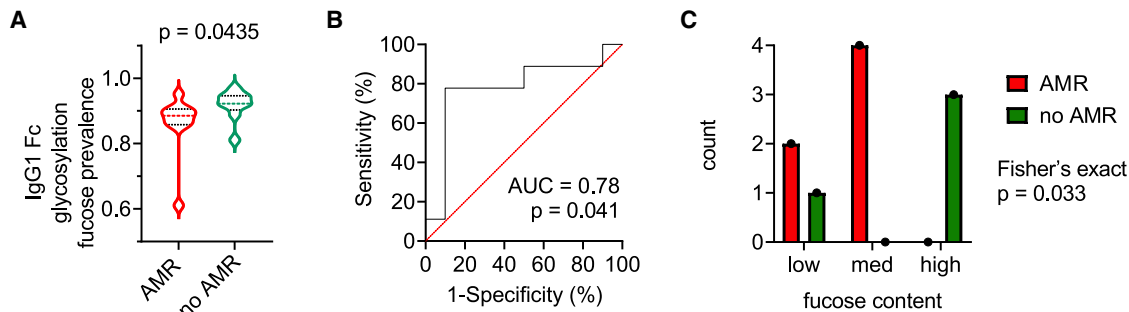 A
p = 0.0435
IgG1 Fc
glycosylation
fucose prevalence
1.0
0.8
0.6
AMR
no AMR
B
Sensitivity (%)
100
80
60
40
20
0
AUC = 0.78
p = 0.041
0 20 40 60 80 100
1-Specificity (%)
C
count
4
3
2
1
0
low med high
fucose content
AMR
no AMR
Fisher's exact
p = 0.033